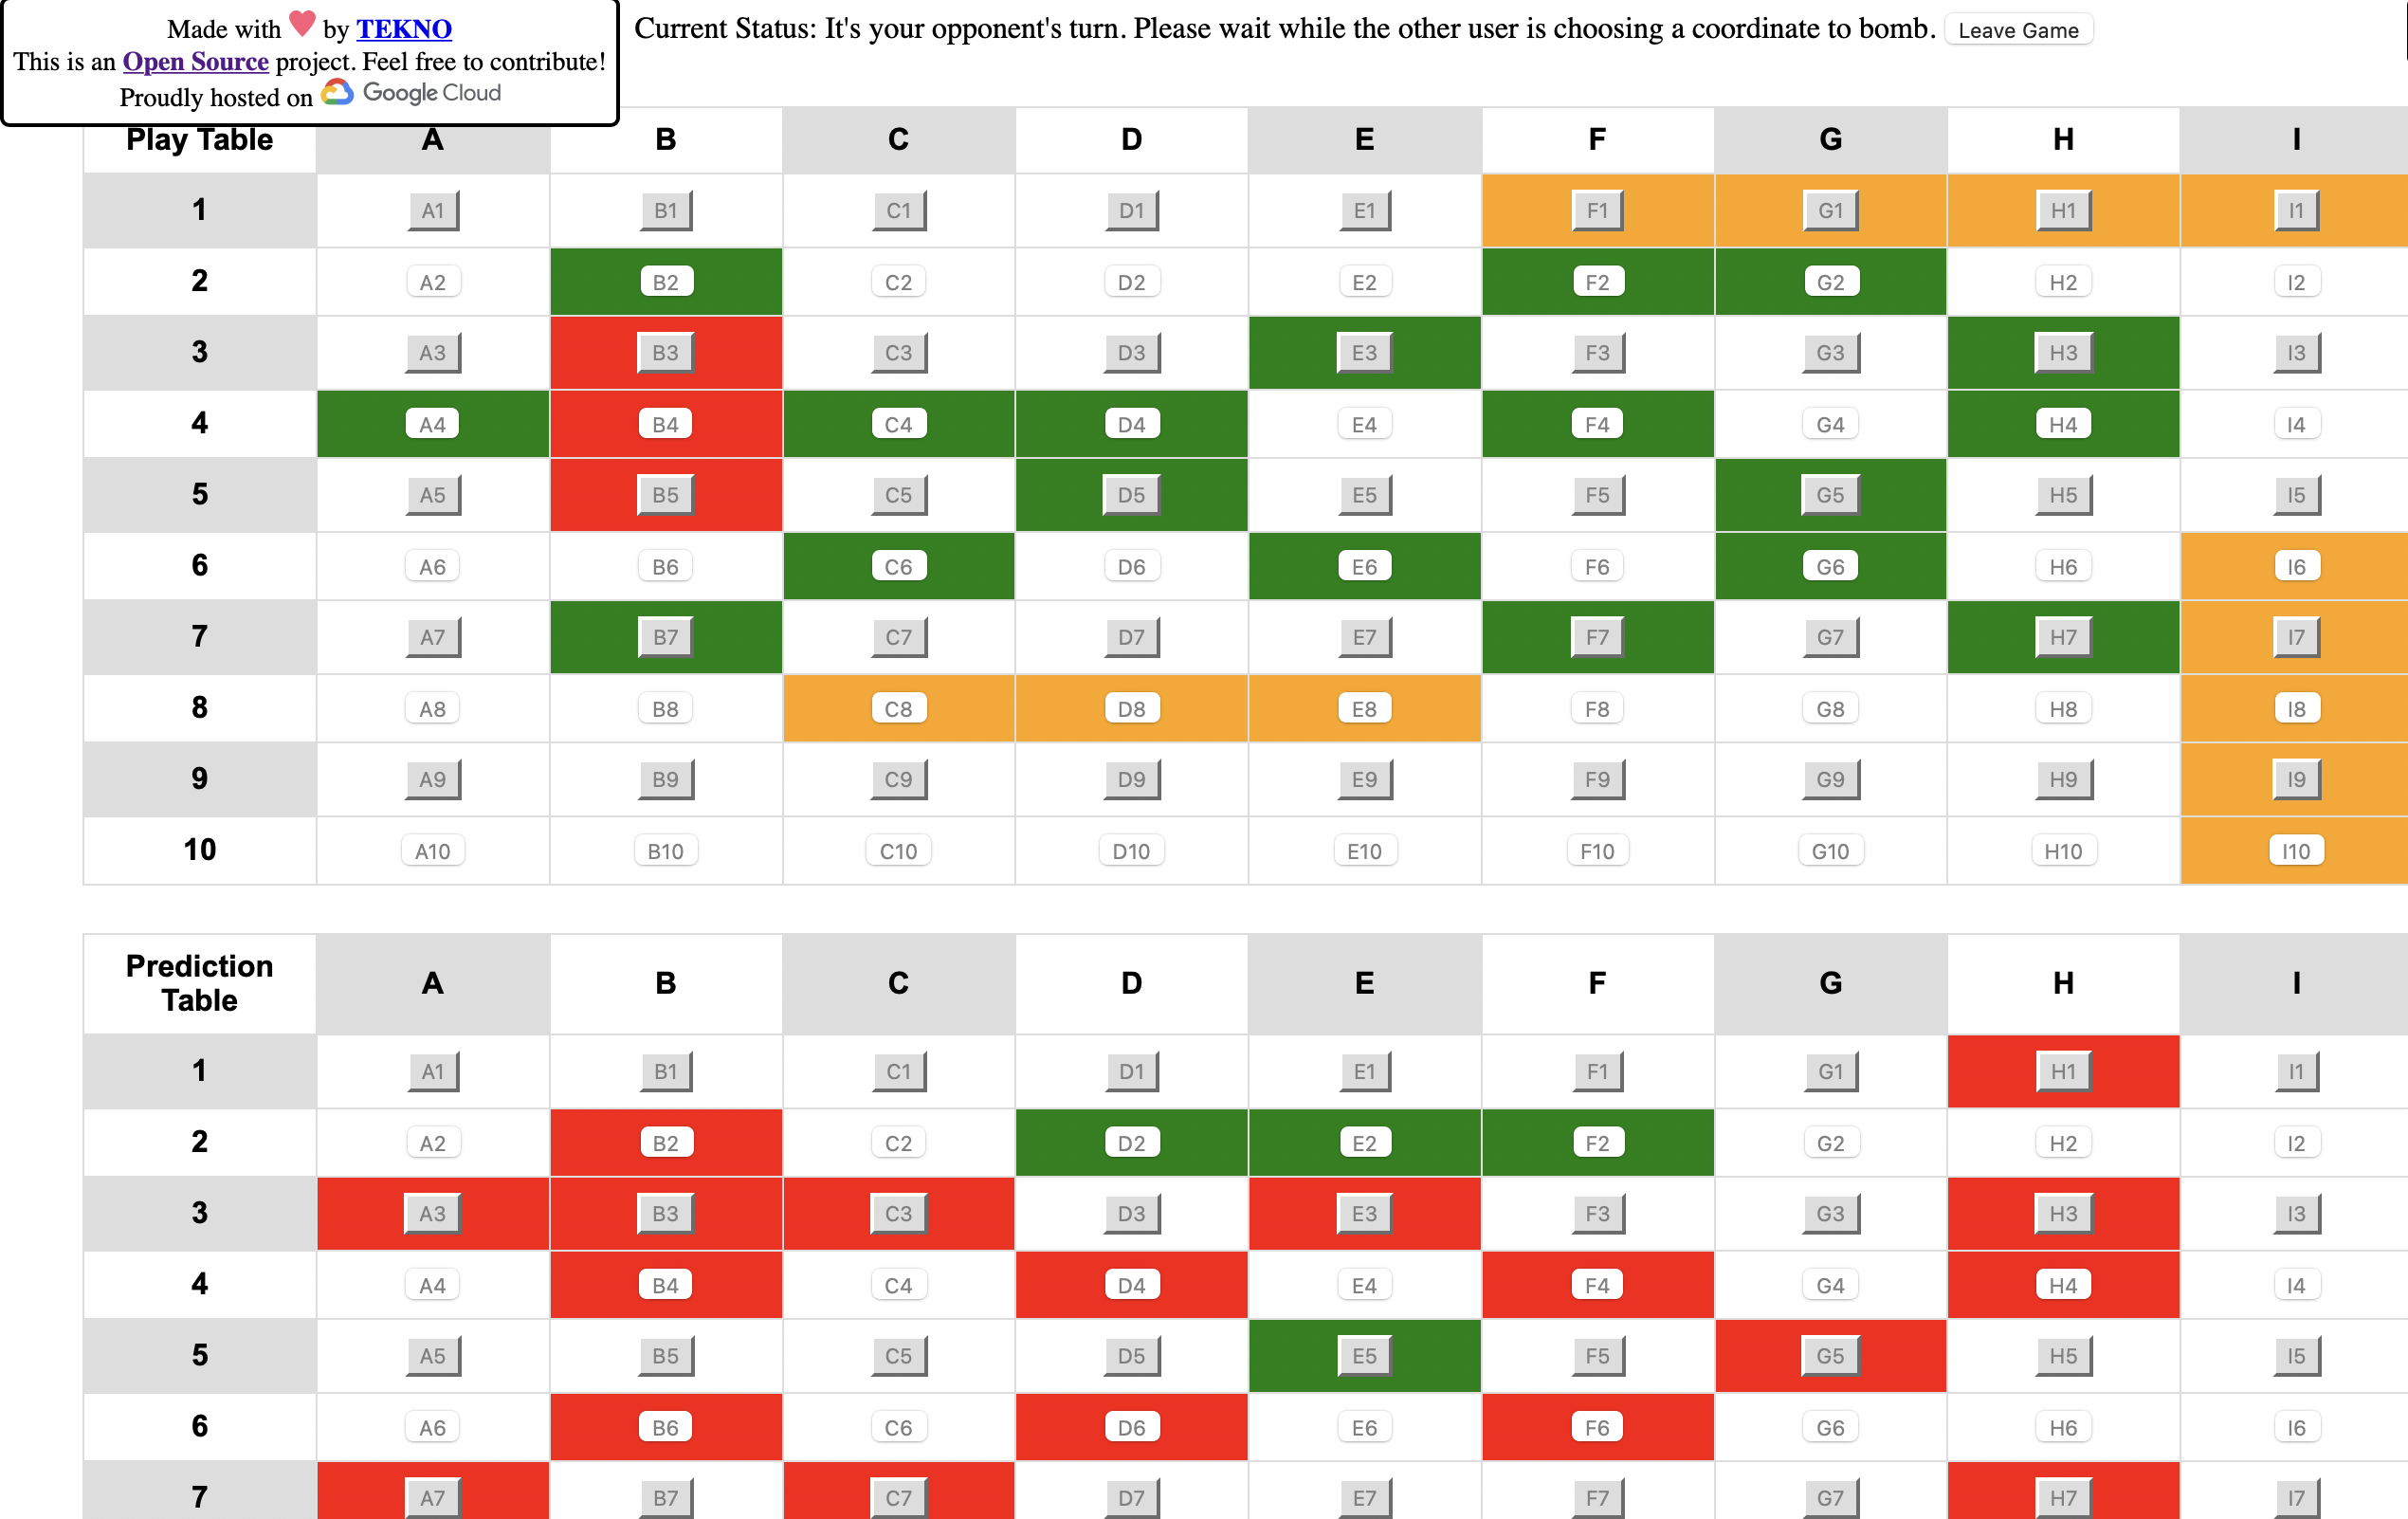 Made with ❤ by TEKNO
This is an Open Source project. Feel free to contribute!
Proudly hosted on Google Cloud
Current Status: It's your opponent's turn. Please wait while the other user is choosing a coordinate to bomb. Leave Game
Play Table A B C D E F G H I
1 A1 B1 C1 D1 E1 F1 G1 H1 I1
2 A2 B2 C2 D2 E2 F2 G2 H2 I2
3 A3 B3 C3 D3 E3 F3 G3 H3 I3
4 A4 B4 C4 D4 E4 F4 G4 H4 I4
5 A5 B5 C5 D5 E5 F5 G5 H5 I5
6 A6 B6 C6 D6 E6 F6 G6 H6 I6
7 A7 B7 C7 D7 E7 F7 G7 H7 I7
8 A8 B8 C8 D8 E8 F8 G8 H8 I8
9 A9 B9 C9 D9 E9 F9 G9 H9 I9
10 A10 B10 C10 D10 E10 F10 G10 H10 I10
Prediction
Table A B C D E F G H I
1 A1 B1 C1 D1 E1 F1 G1 H1 I1
2 A2 B2 C2 D2 E2 F2 G2 H2 I2
3 A3 B3 C3 D3 E3 F3 G3 H3 I3
4 A4 B4 C4 D4 E4 F4 G4 H4 I4
5 A5 B5 C5 D5 E5 F5 G5 H5 I5
6 A6 B6 C6 D6 E6 F6 G6 H6 I6
7 A7 B7 C7 D7 E7 F7 G7 H7 I7